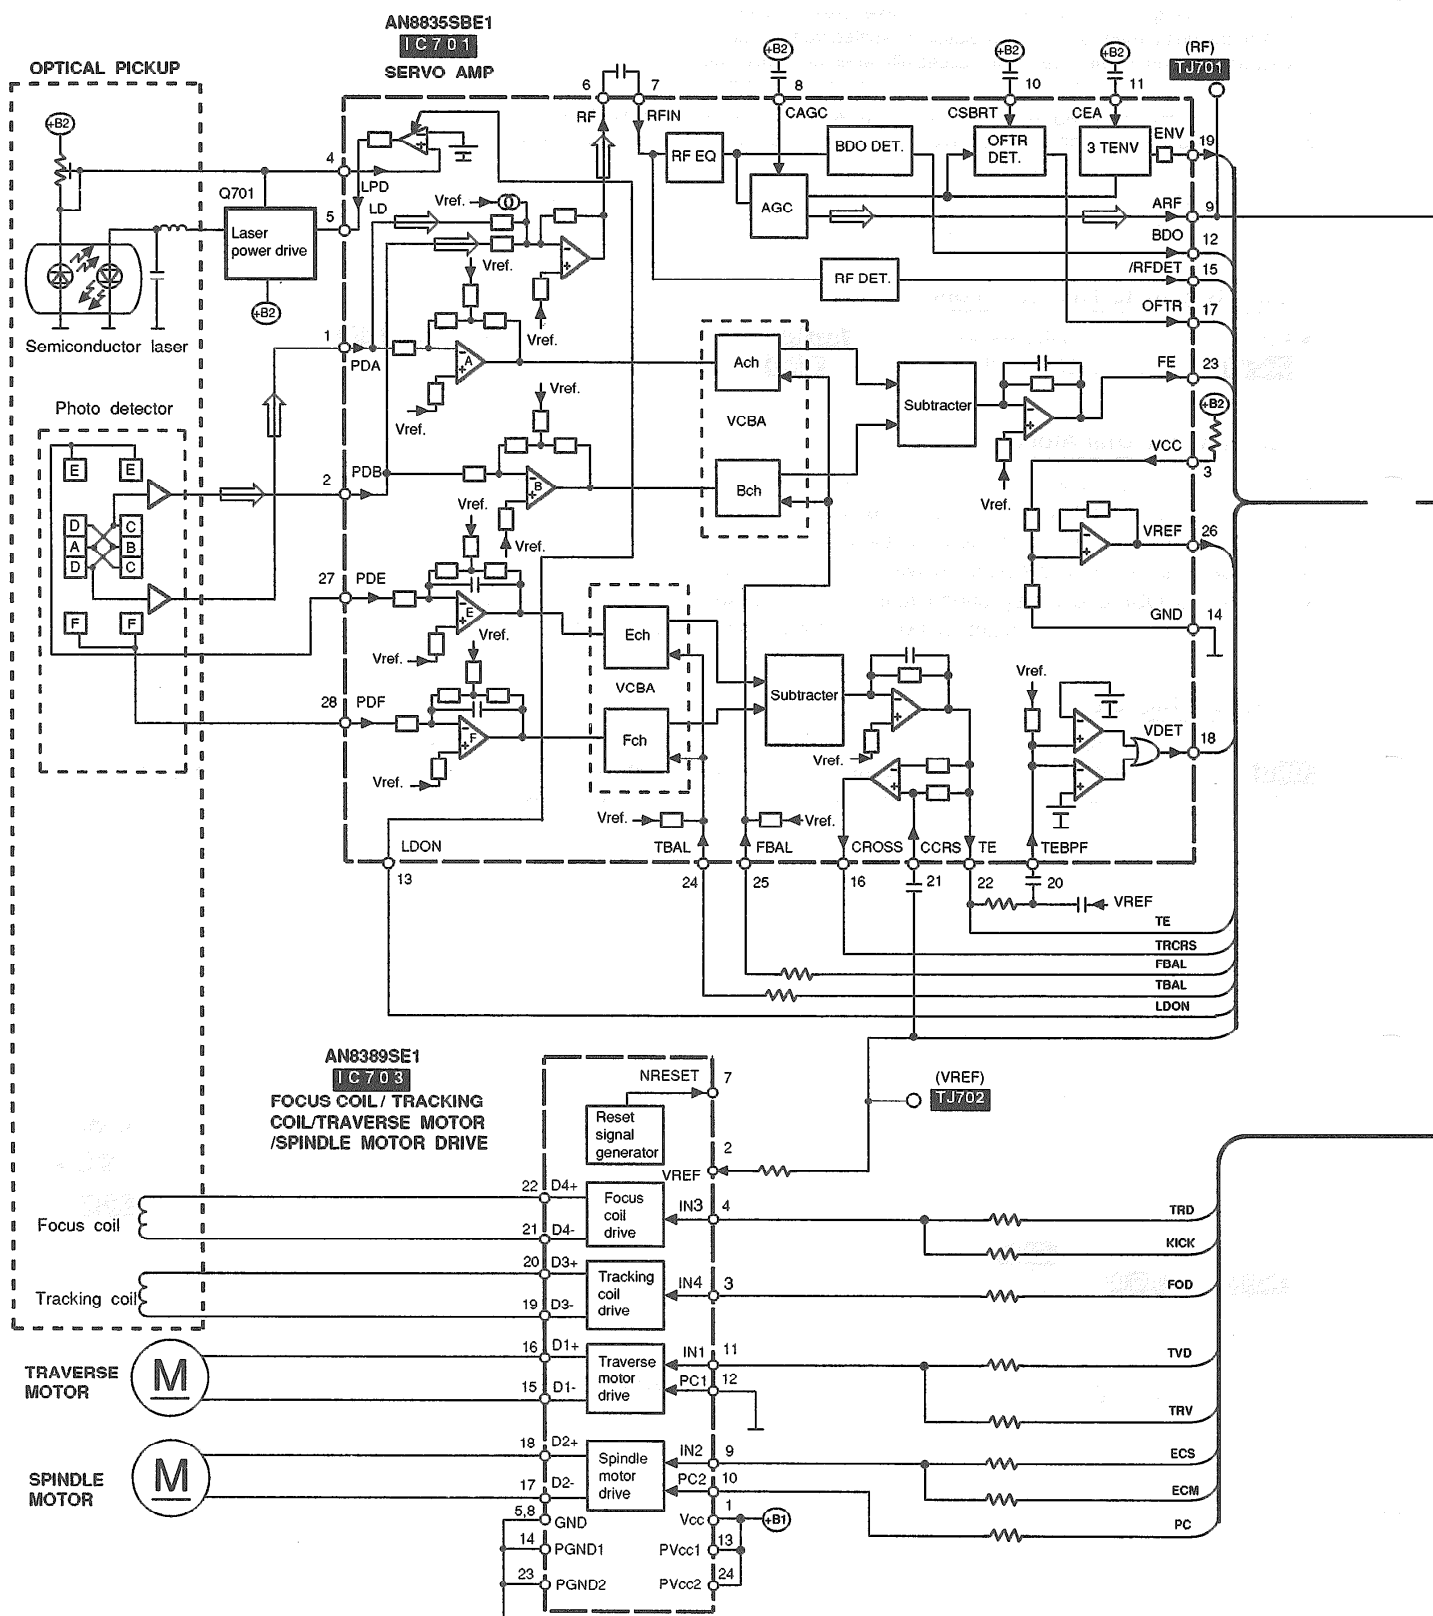 AN8835SBE1
IC701
SERVO AMP
OPTICAL PICKUP
+B2
4
LPD
Q701
LD
5
Laser
power drive
+B2
Semiconductor laser
Photo detector
E E
D C
A B
D C
F F
1
PDA
2
PDB
27
PDE
28
PDF
6
RF
7
RFIN
+B2
8
CAGC
+B2
10
CSBRT
+B2
11
CEA
(RF)
TJ701
RF EQ
BDO DET.
OFTR
DET.
3 TENV
ENV
19
AGC
ARF
9
BDO
12
RF DET.
/RFDET
15
OFTR
17
Vref.
Vref.
Vref.
A
Vref.
Vref.
B
Vref.
Vref.
E
Vref.
Vref.
F
Vref.
Ach
VCBA
Bch
Subtracter
FE
23
+B2
VCC
3
Vref.
VREF
26
GND
14
Ech
VCBA
Fch
Subtracter
Vref.
Vref.
VDET
18
Vref.
Vref.
LDON
13
TBAL
24
FBAL
25
CROSS
16
CCRS
21
TE
22
TEBPF
20
VREF
TE
TRCRS
FBAL
TBAL
LDON
AN8389SE1
IC703
FOCUS COIL / TRACKING
COIL/TRAVERSE MOTOR
/SPINDLE MOTOR DRIVE
NRESET
7
Reset
signal
generator
VREF
2
(VREF)
TJ702
Focus coil
22 D4+
21 D4-
Focus
coil
drive
IN3
4
TRD
KICK
Tracking coil
20 D3+
19 D3-
Tracking
coil
drive
IN4
3
FOD
TRAVERSE
MOTOR
M
16 D1+
15 D1-
Traverse
motor
drive
IN1
11
PC1
12
TVD
TRV
SPINDLE
MOTOR
M
18 D2+
17 D2-
Spindle
motor
drive
IN2
9
PC2
10
ECS
ECM
PC
5,8
GND
14
PGND1
23
PGND2
Vcc
1
+B1
PVcc1
13
PVcc2
24